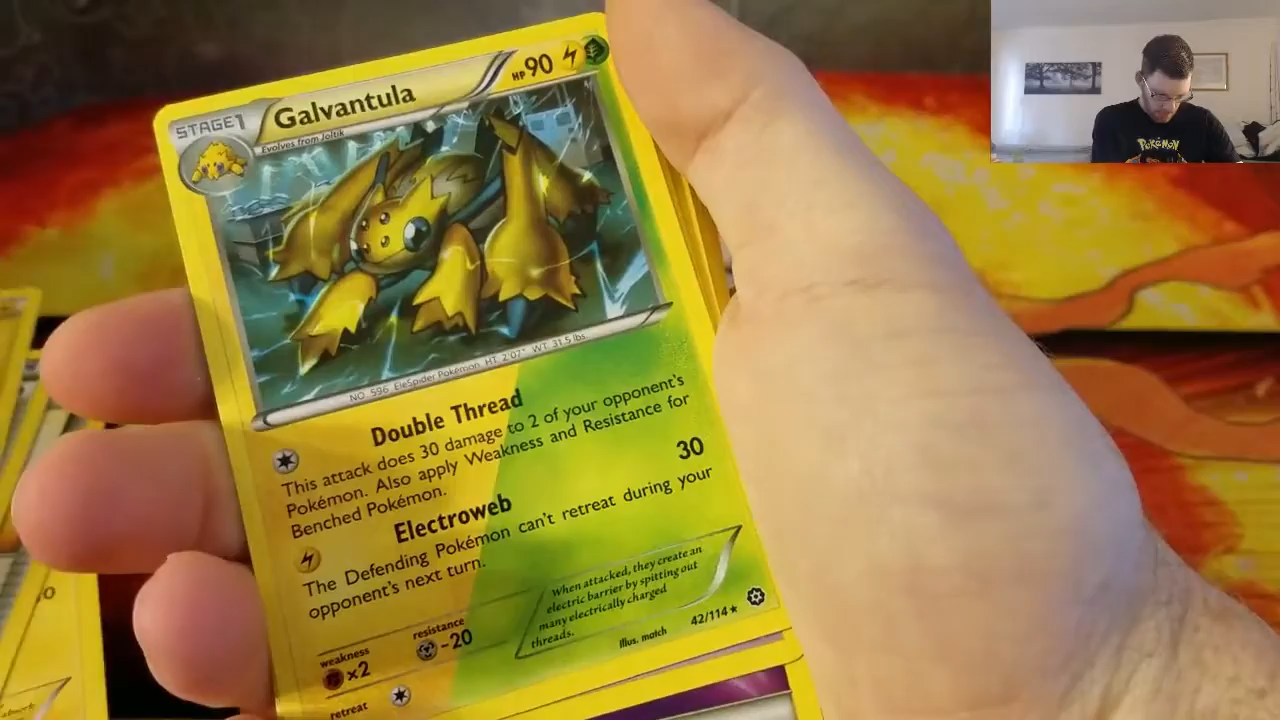 STAGE1
Galvantula
HP 90
Evolves from Joltik
NO. 596 EleSpider Pokémon HT. 2'07" WT. 31.5 lbs
Double Thread
This attack does 30 damage to 2 of your opponent's
Pokémon. Also apply Weakness and Resistance for
Benched Pokémon.
Electroweb
30
The Defending Pokémon can't retreat during your
opponent's next turn.
When attacked, they create an
electric barrier by spitting out
many electrically charged
threads.
weakness
×2
resistance
-20
Illus. match
42/114★
retreat
POKéMON